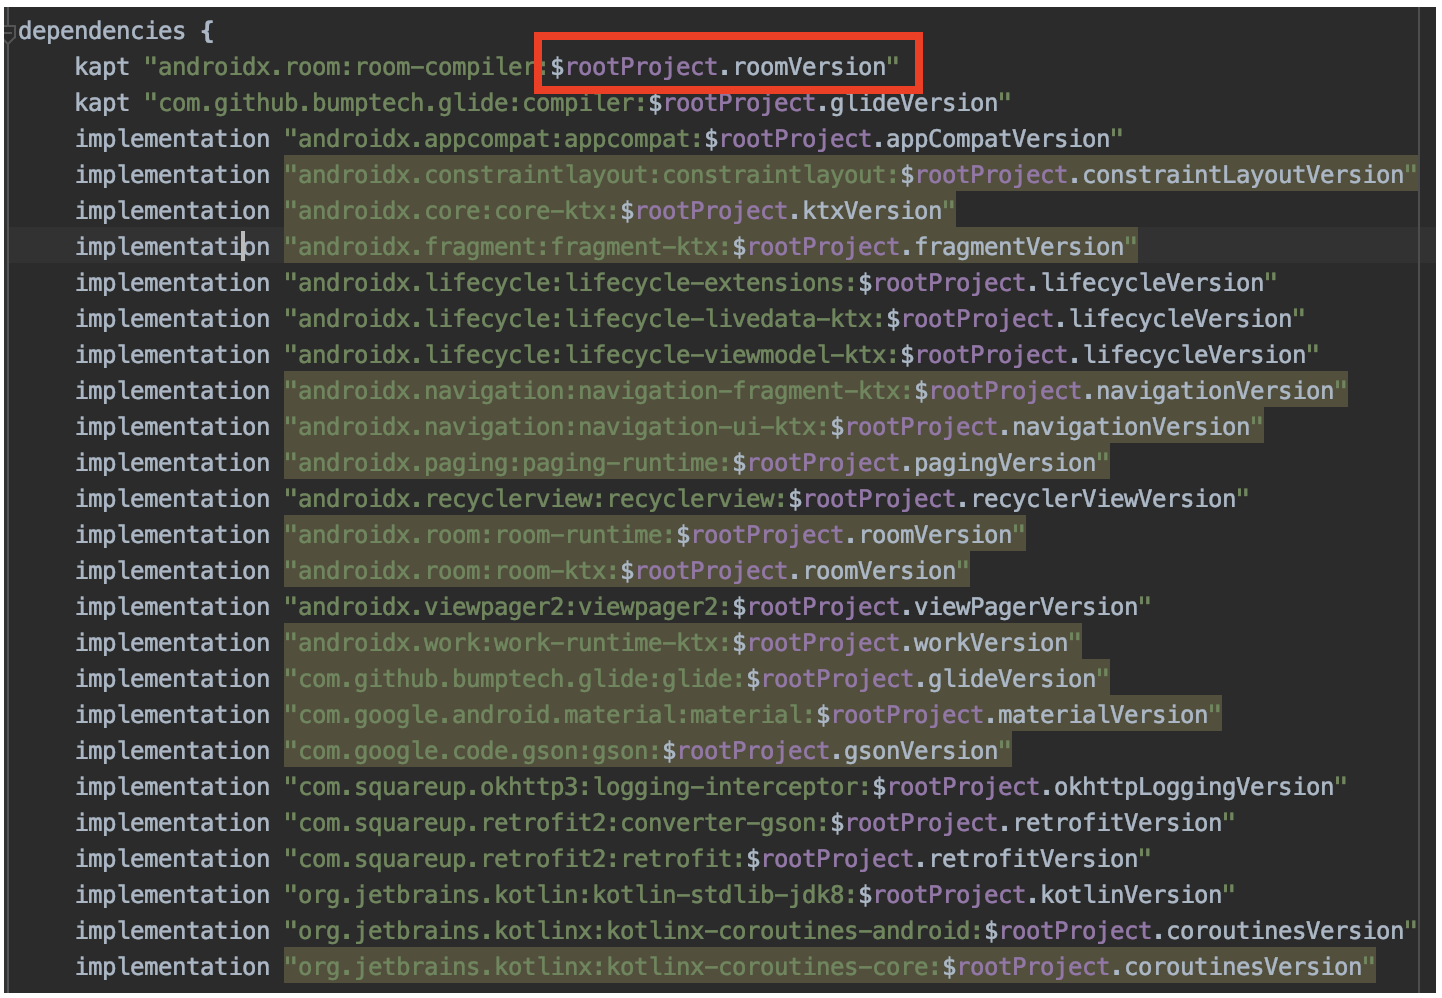 dependencies {
kapt "androidx.room:room-compiler:$rootProject.roomVersion"
kapt "com.github.bumptech.glide:compiler:$rootProject.glideVersion"
implementation "androidx.appcompat:appcompat:$rootProject.appCompatVersion"
implementation "androidx.constraintlayout:constraintlayout:$rootProject.constraintLayoutVersion"
implementation "androidx.core:core-ktx:$rootProject.ktxVersion"
implementation "androidx.fragment:fragment-ktx:$rootProject.fragmentVersion"
implementation "androidx.lifecycle:lifecycle-extensions:$rootProject.lifecycleVersion"
implementation "androidx.lifecycle:lifecycle-livedata-ktx:$rootProject.lifecycleVersion"
implementation "androidx.lifecycle:lifecycle-viewmodel-ktx:$rootProject.lifecycleVersion"
implementation "androidx.navigation:navigation-fragment-ktx:$rootProject.navigationVersion"
implementation "androidx.navigation:navigation-ui-ktx:$rootProject.navigationVersion"
implementation "androidx.paging:paging-runtime:$rootProject.pagingVersion"
implementation "androidx.recyclerview:recyclerview:$rootProject.recyclerViewVersion"
implementation "androidx.room:room-runtime:$rootProject.roomVersion"
implementation "androidx.room:room-ktx:$rootProject.roomVersion"
implementation "androidx.viewpager2:viewpager2:$rootProject.viewPagerVersion"
implementation "androidx.work:work-runtime-ktx:$rootProject.workVersion"
implementation "com.github.bumptech.glide:glide:$rootProject.glideVersion"
implementation "com.google.android.material:material:$rootProject.materialVersion"
implementation "com.google.code.gson:gson:$rootProject.gsonVersion"
implementation "com.squareup.okhttp3:logging-interceptor:$rootProject.okhttpLoggingVersion"
implementation "com.squareup.retrofit2:converter-gson:$rootProject.retrofitVersion"
implementation "com.squareup.retrofit2:retrofit:$rootProject.retrofitVersion"
implementation "org.jetbrains.kotlin:kotlin-stdlib-jdk8:$rootProject.kotlinVersion"
implementation "org.jetbrains.kotlinx:kotlinx-coroutines-android:$rootProject.coroutinesVersion"
implementation "org.jetbrains.kotlinx:kotlinx-coroutines-core:$rootProject.coroutinesVersion"